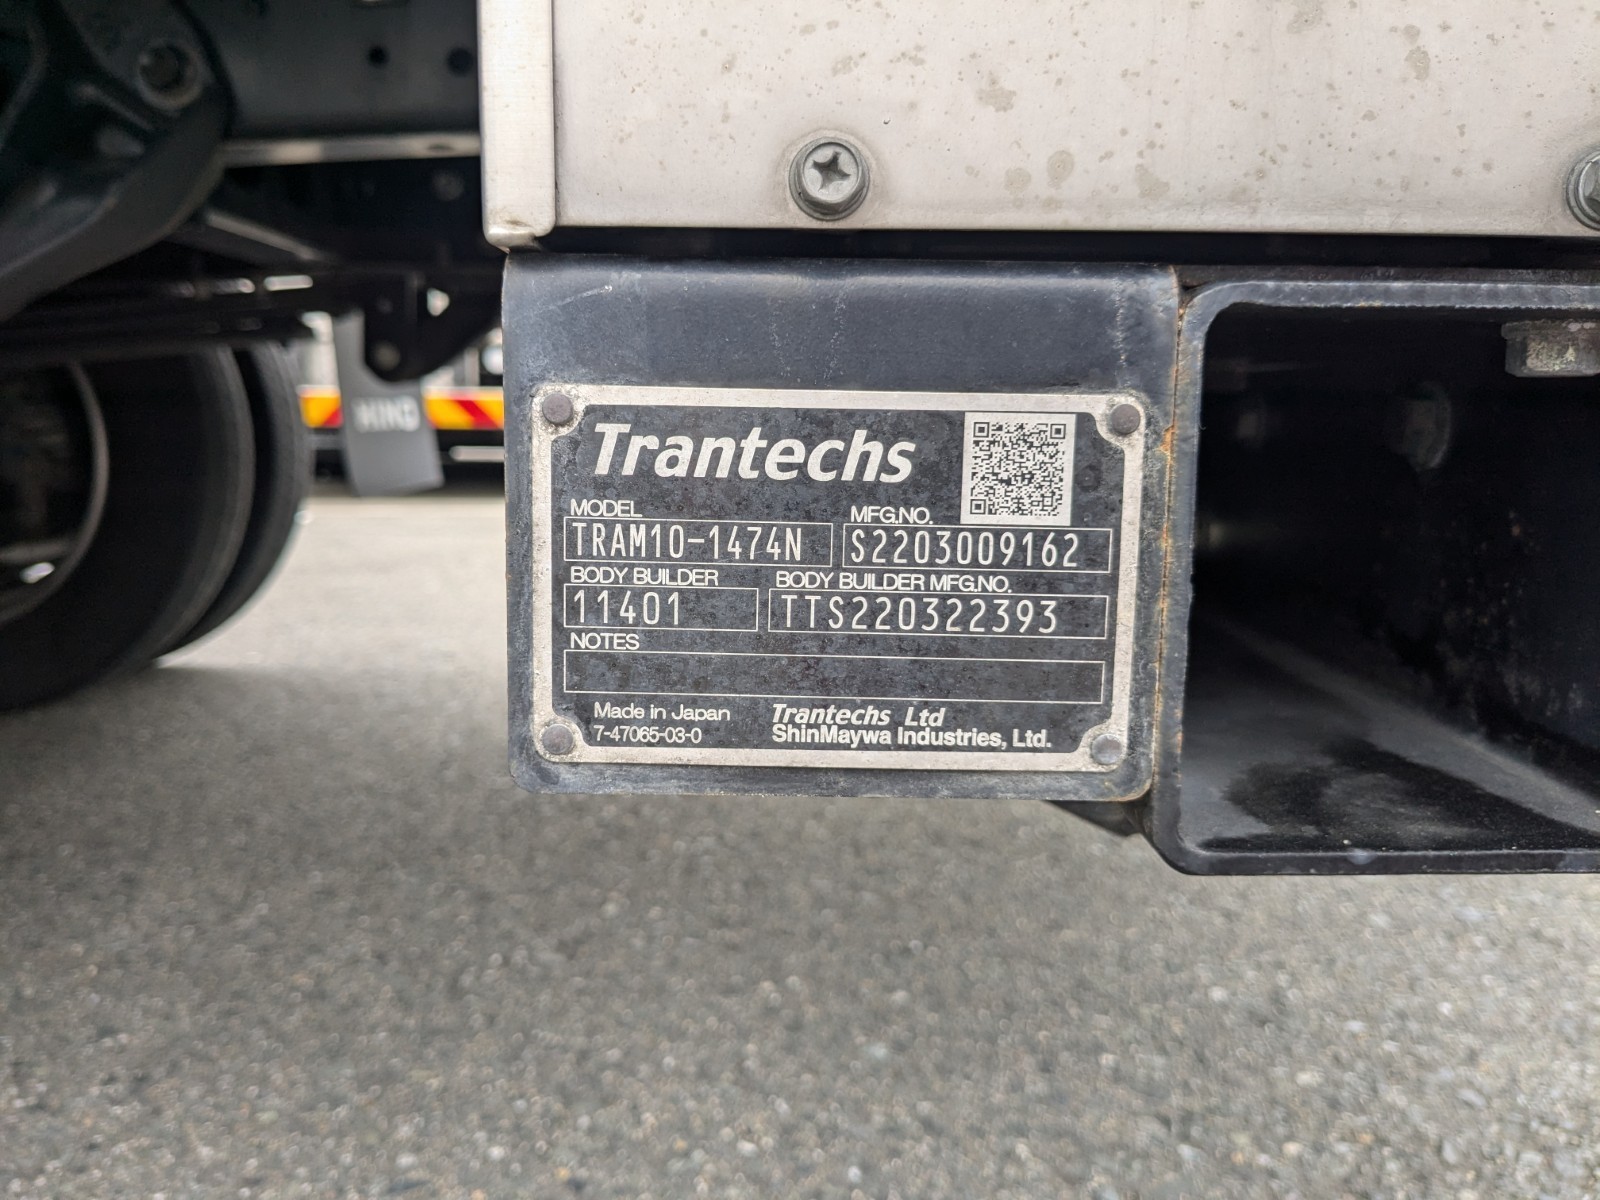 Trantechs
MODEL
MFG.NO.
TRAM10-1474N
S2203009162
BODY BUILDER
BODY BUILDER MFG.NO.
11401
TTS220322393
NOTES
Made in Japan
7-47065-03-0
Trantechs Ltd
ShinMaywa Industries, Ltd.
HINO